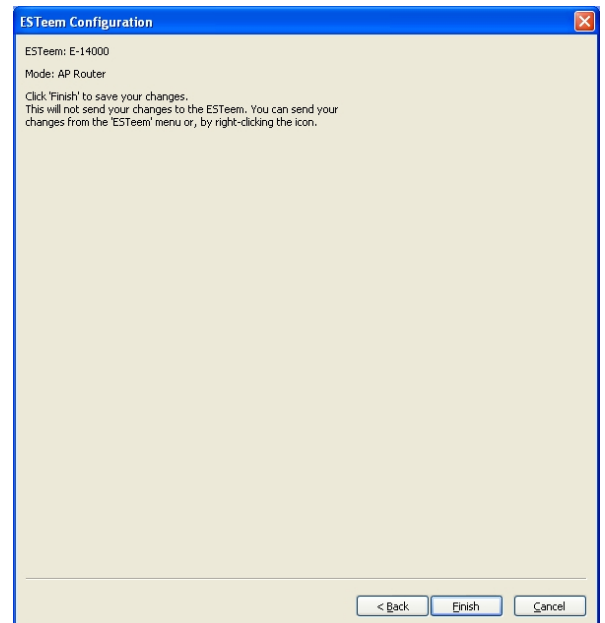 ESTeem Configuration
ESTeem: E-14000
Mode: AP Router
Click 'Finish' to save your changes.
This will not send your changes to the ESTeem. You can send your
changes from the 'ESTeem' menu or, by right-clicking the icon.
< Back Finish Cancel